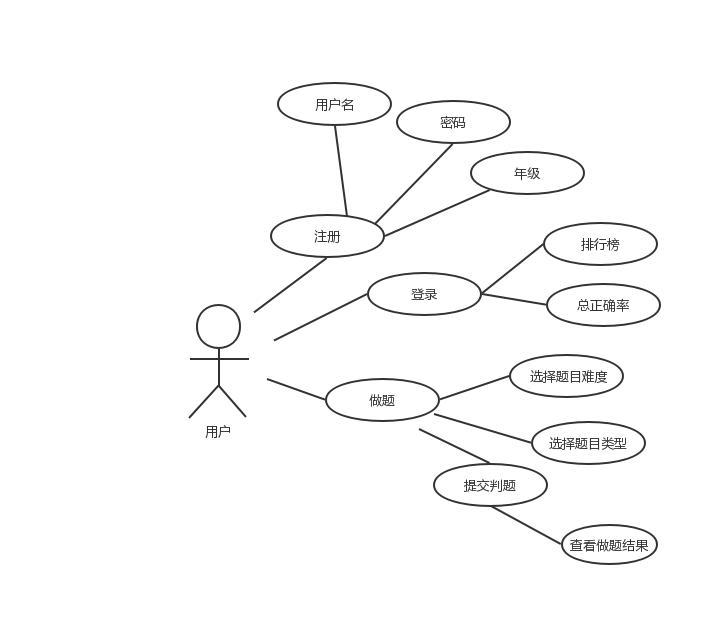 用户名
密码
年级
注册
排行榜
登录
总正确率
选择题目难度
做题
用户
选择题目类型
提交判题
查看做题结果